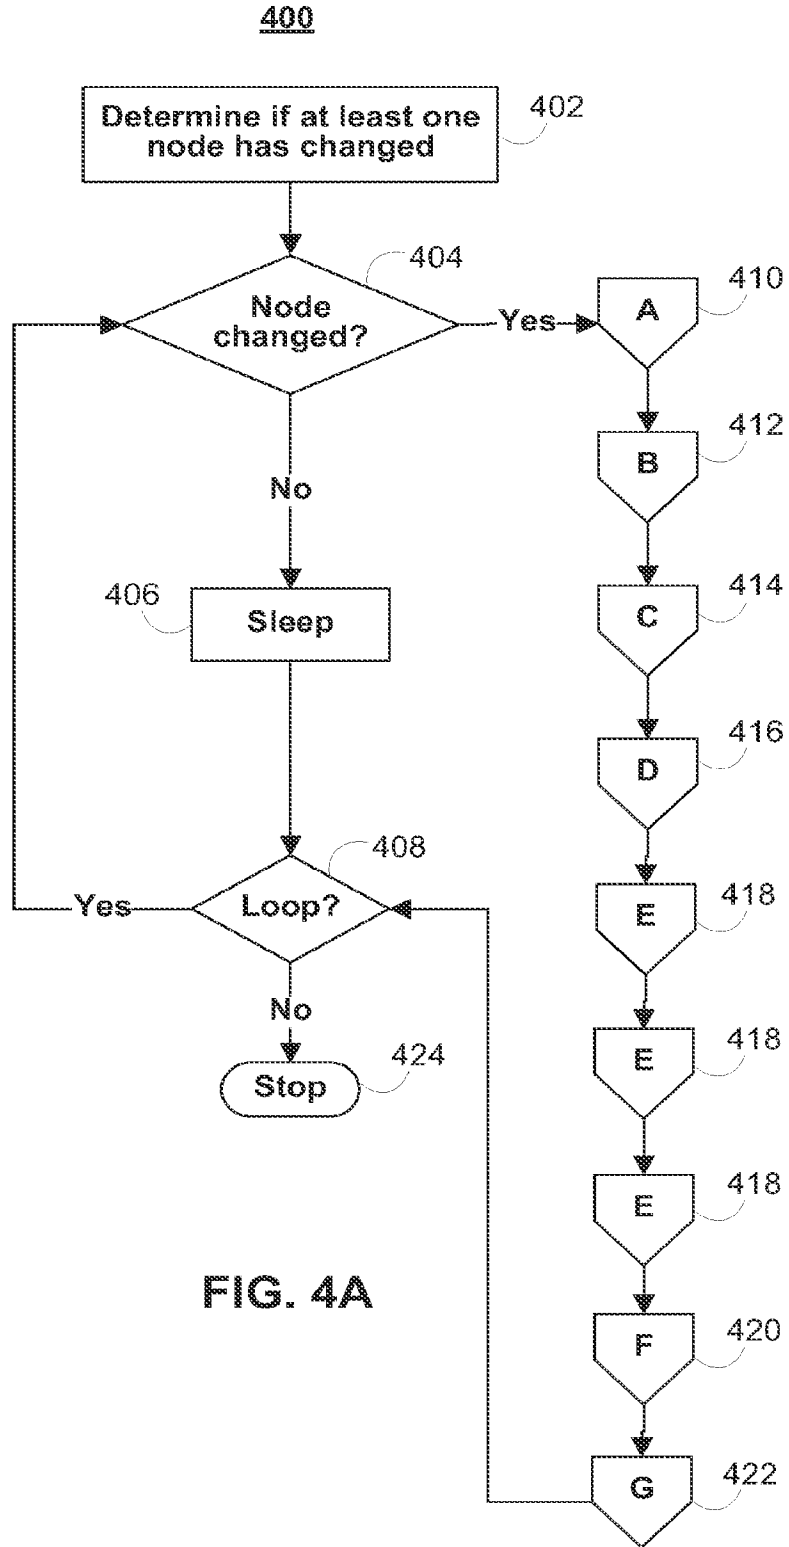 400
Determine if at least one
node has changed
402
404
Node
changed?
Yes
A
410
B
412
No
C
414
406
Sleep
D
416
408
Loop?
Yes
E
418
No
E
418
Stop
424
E
418
FIG. 4A
F
420
G
422